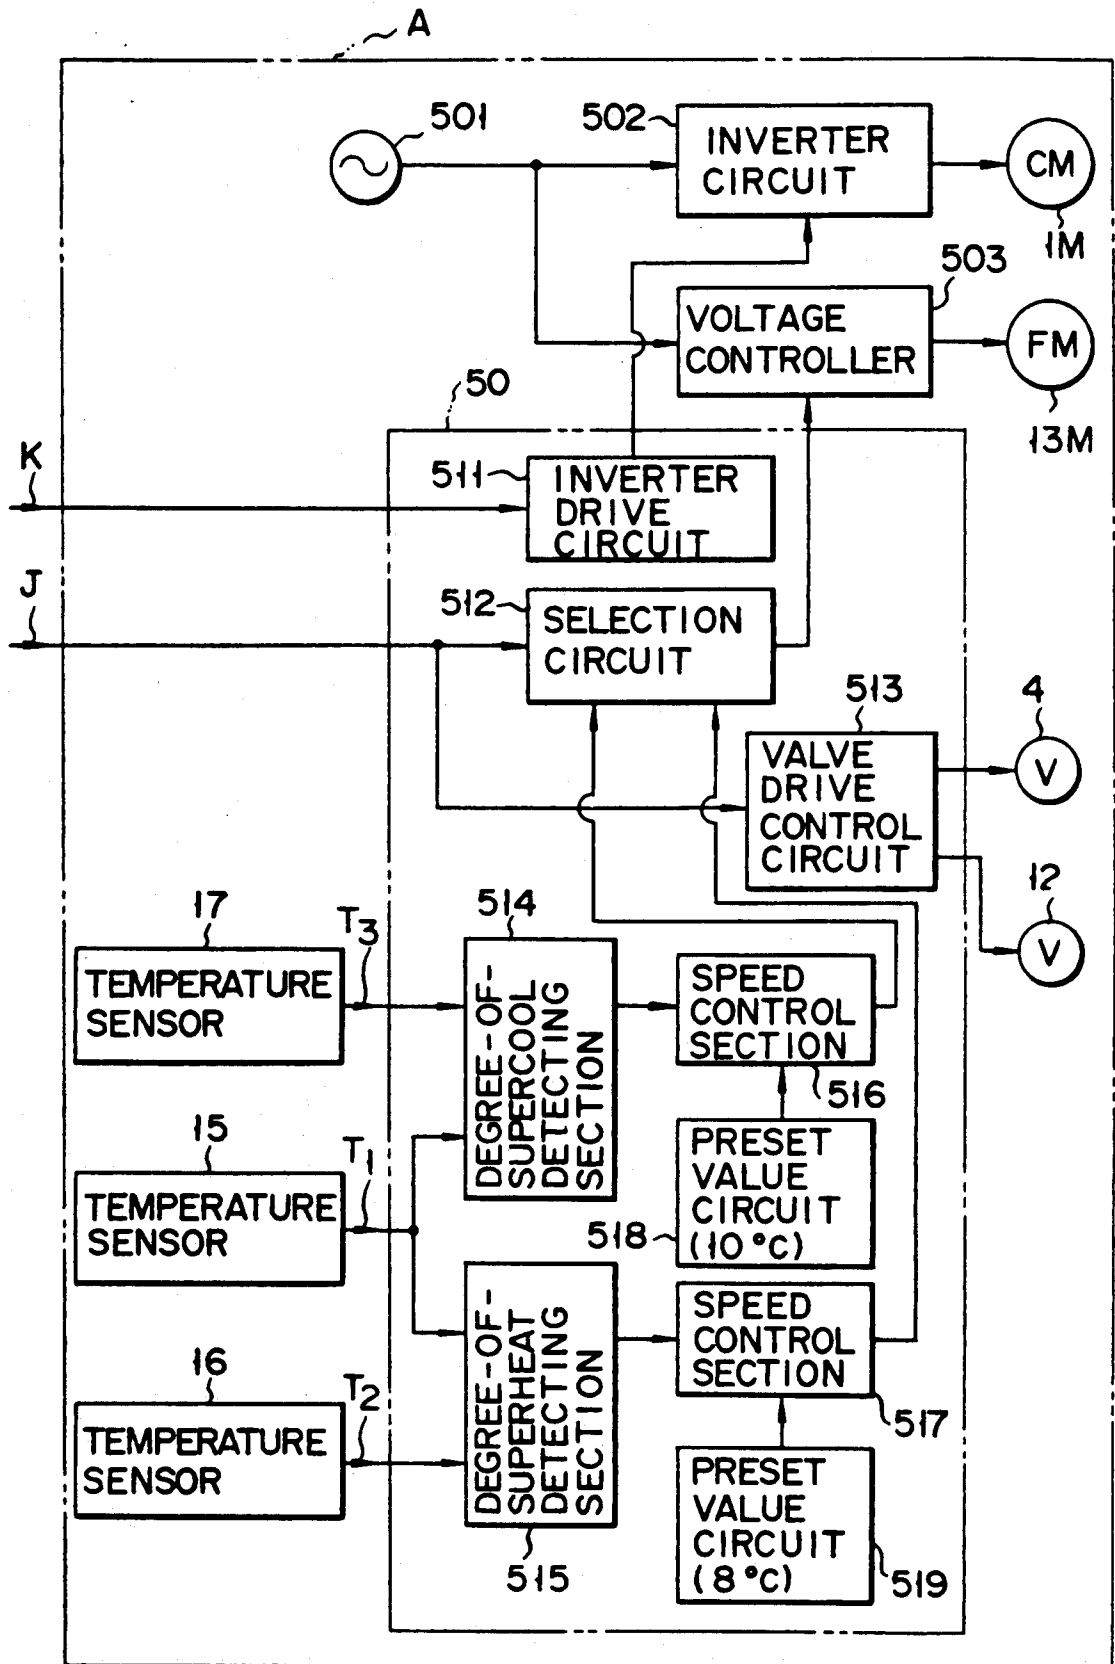 A
501
502
INVERTER
CIRCUIT
CM
1M
503
VOLTAGE
CONTROLLER
FM
13M
50
K
511
INVERTER
DRIVE
CIRCUIT
J
512
SELECTION
CIRCUIT
513
VALVE
DRIVE
CONTROL
CIRCUIT
4
V
12
V
17
TEMPERATURE
SENSOR
T3
514
DEGREE-OF-
SUPERCOOL
DETECTING
SECTION
SPEED
CONTROL
SECTION
516
15
TEMPERATURE
SENSOR
T1
PRESET
VALUE
CIRCUIT
(10°C)
518
16
TEMPERATURE
SENSOR
T2
DEGREE-OF-
SUPERHEAT
DETECTING
SECTION
515
SPEED
CONTROL
SECTION
517
PRESET
VALUE
CIRCUIT
(8°C)
519